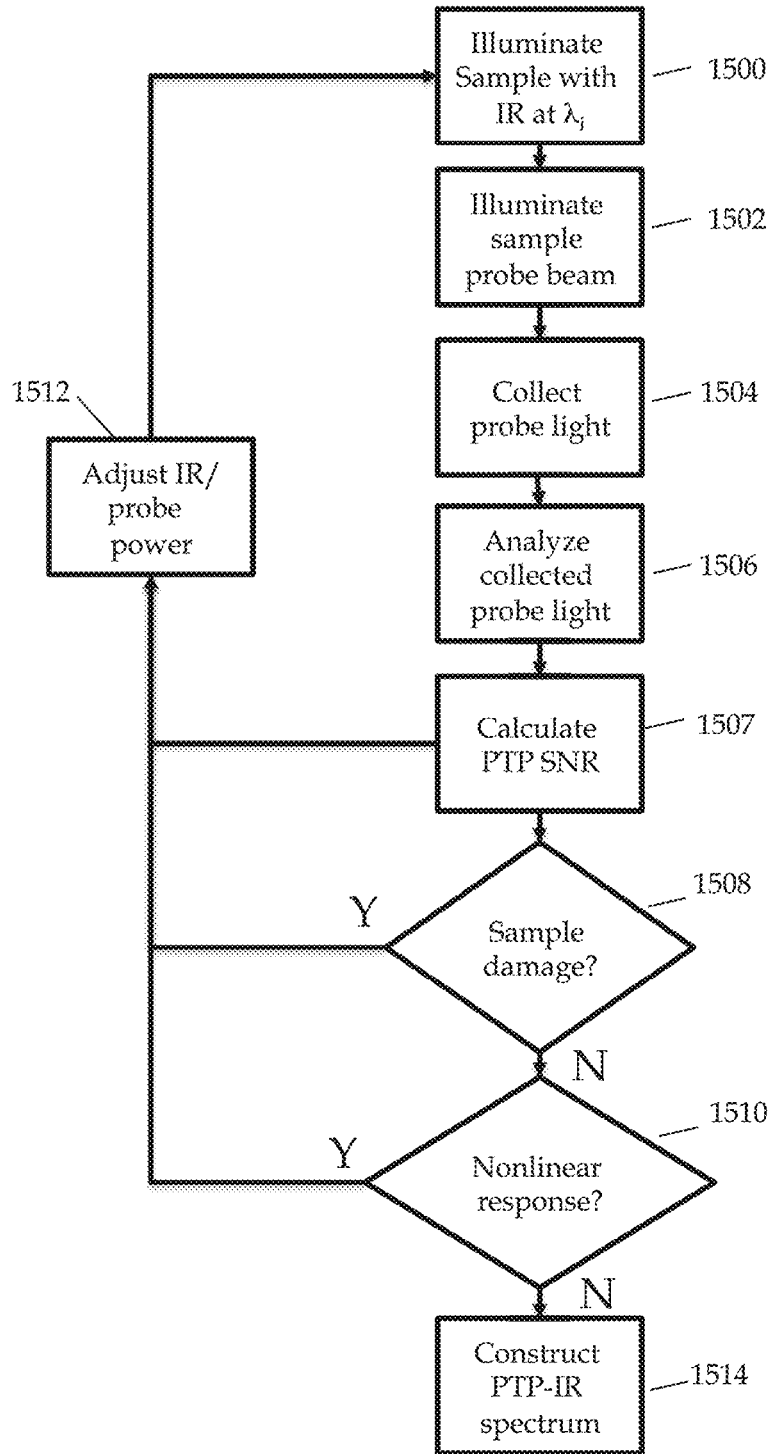 Illuminate
Sample with
IR at λj
1500
Illuminate
sample
probe beam
1502
Collect
probe light
1504
1512
Adjust IR/
probe
power
Analyze
collected
probe light
1506
Calculate
PTP SNR
1507
Sample
damage?
1508
Y
N
Nonlinear
response?
1510
Y
N
Construct
PTP-IR
spectrum
1514